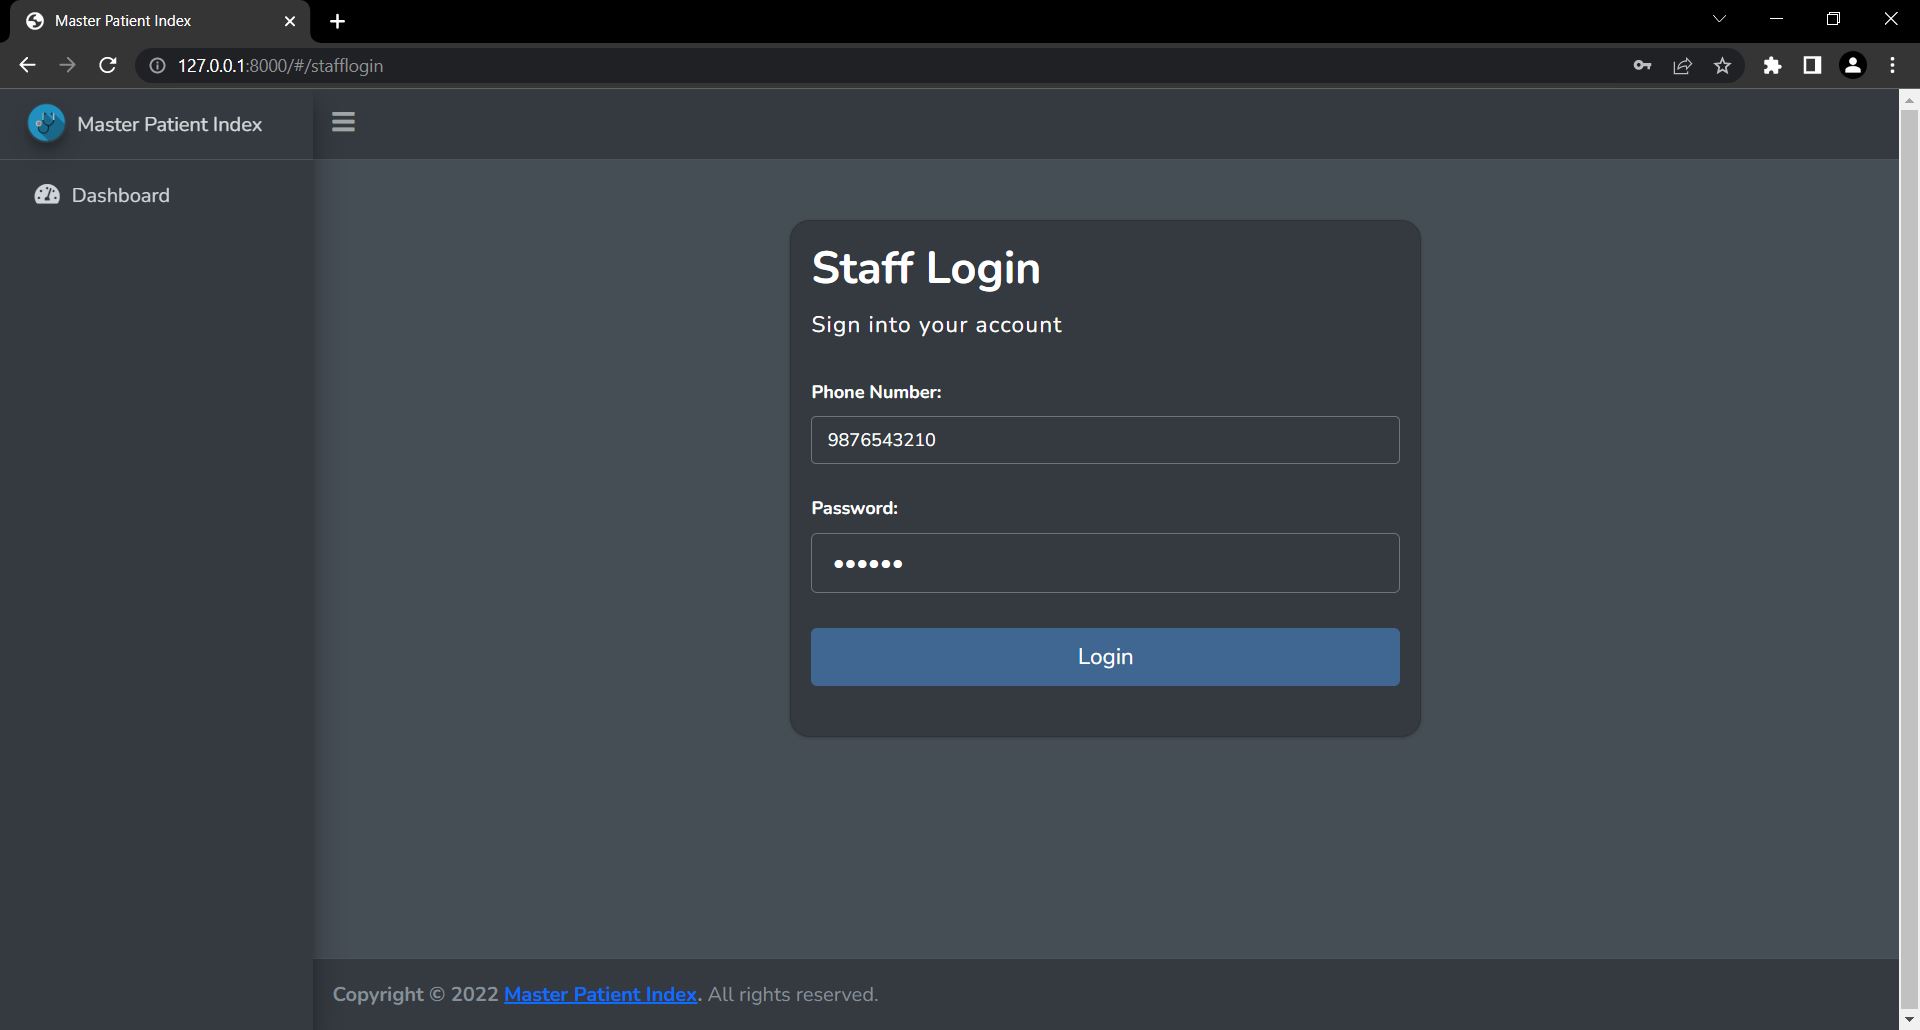 Master Patient Index
127.0.0.1:8000/#/stafflogin
Master Patient Index
Dashboard
Staff Login
Sign into your account
Phone Number:
9876543210
Password:
••••••
Login
Copyright © 2022 Master Patient Index. All rights reserved.